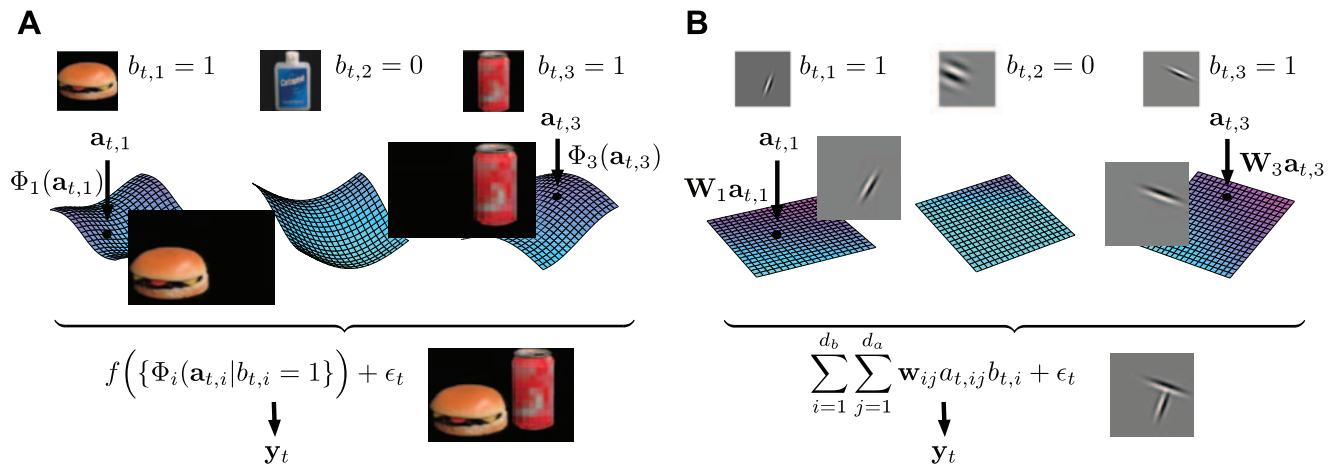 A
b_{t,1} = 1
b_{t,2} = 0
b_{t,3} = 1
a_{t,1}
a_{t,3}
Φ_1(a_{t,1})
Φ_3(a_{t,3})
f({Φ_i(a_{t,i}|b_{t,i} = 1}) + ϵ_t
y_t
B
b_{t,1} = 1
b_{t,2} = 0
b_{t,3} = 1
a_{t,1}
a_{t,3}
W_1a_{t,1}
W_3a_{t,3}
∑_{i=1}^{d_b} ∑_{j=1}^{d_a} w_{ij}a_{t,ij}b_{t,i} + ϵ_t
y_t